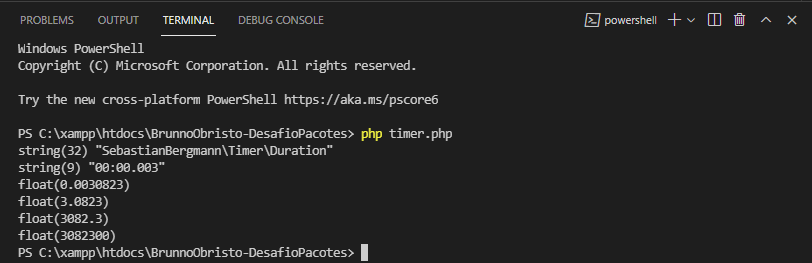 PROBLEMS OUTPUT TERMINAL DEBUG CONSOLE powershell
Windows PowerShell
Copyright (C) Microsoft Corporation. All rights reserved.
Try the new cross-platform PowerShell https://aka.ms/pscore6
PS C:\xampp\htdocs\BrunnoObristo-DesafioPacotes> php timer.php
string(32) "SebastianBergmann\Timer\Duration"
string(9) "00:00.003"
float(0.0030823)
float(3.0823)
float(3082.3)
float(3082300)
PS C:\xampp\htdocs\BrunnoObristo-DesafioPacotes>